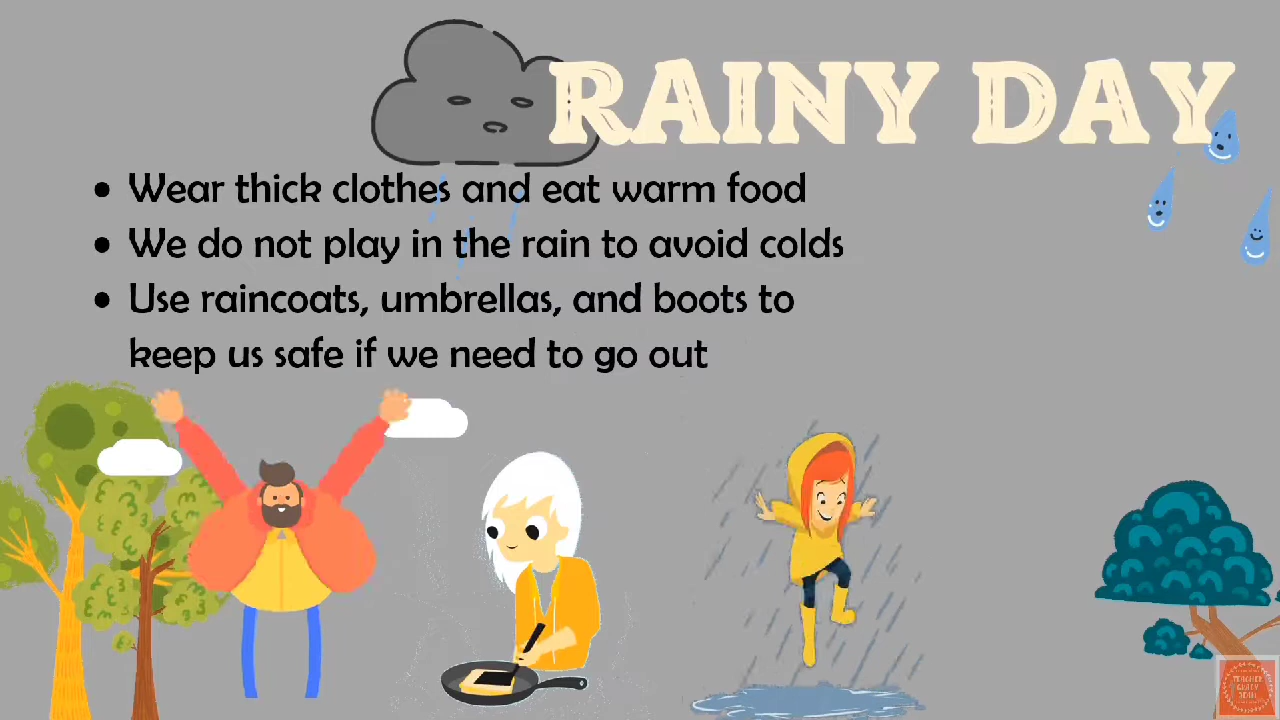 RAINY DAY
• Wear thick clothes and eat warm food
• We do not play in the rain to avoid colds
• Use raincoats, umbrellas, and boots to
keep us safe if we need to go out
TEACHER